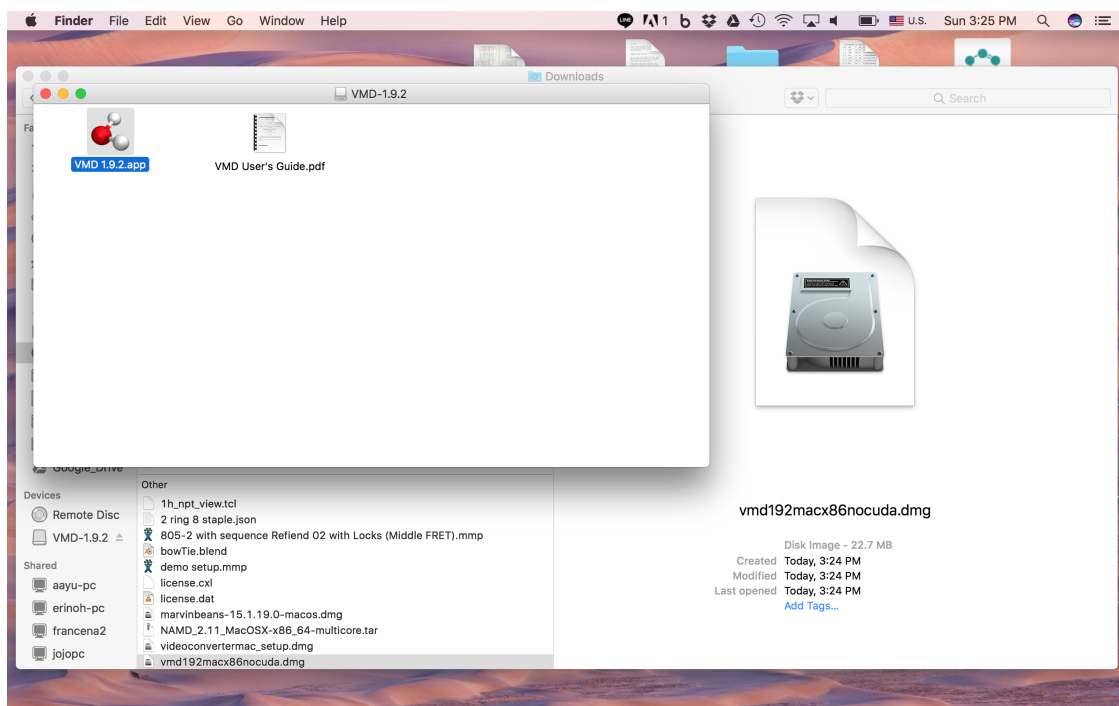 Finder File Edit View Go Window Help
LINE 1 U.S. Sun 3:25 PM
Downloads
VMD-1.9.2
Search
Fa
VMD 1.9.2.app
VMD User's Guide.pdf
Google_Drive
Devices
Remote Disc
VMD-1.9.2
Shared
aayu-pc
erinoh-pc
francena2
jojopc
Other
1h_npt_view.tcl
2 ring 8 staple.json
805-2 with sequence Refiend 02 with Locks (Middle FRET).mmp
bowTie.blend
demo setup.mmp
license.cxl
license.dat
marvinbeans-15.1.19.0-macos.dmg
NAMD_2.11_MacOSX-x86_64-multicore.tar
videoconvertermac_setup.dmg
vmd192macx86nocuda.dmg
vmd192macx86nocuda.dmg
Disk Image - 22.7 MB
Created Today, 3:24 PM
Modified Today, 3:24 PM
Last opened Today, 3:24 PM
Add Tags...